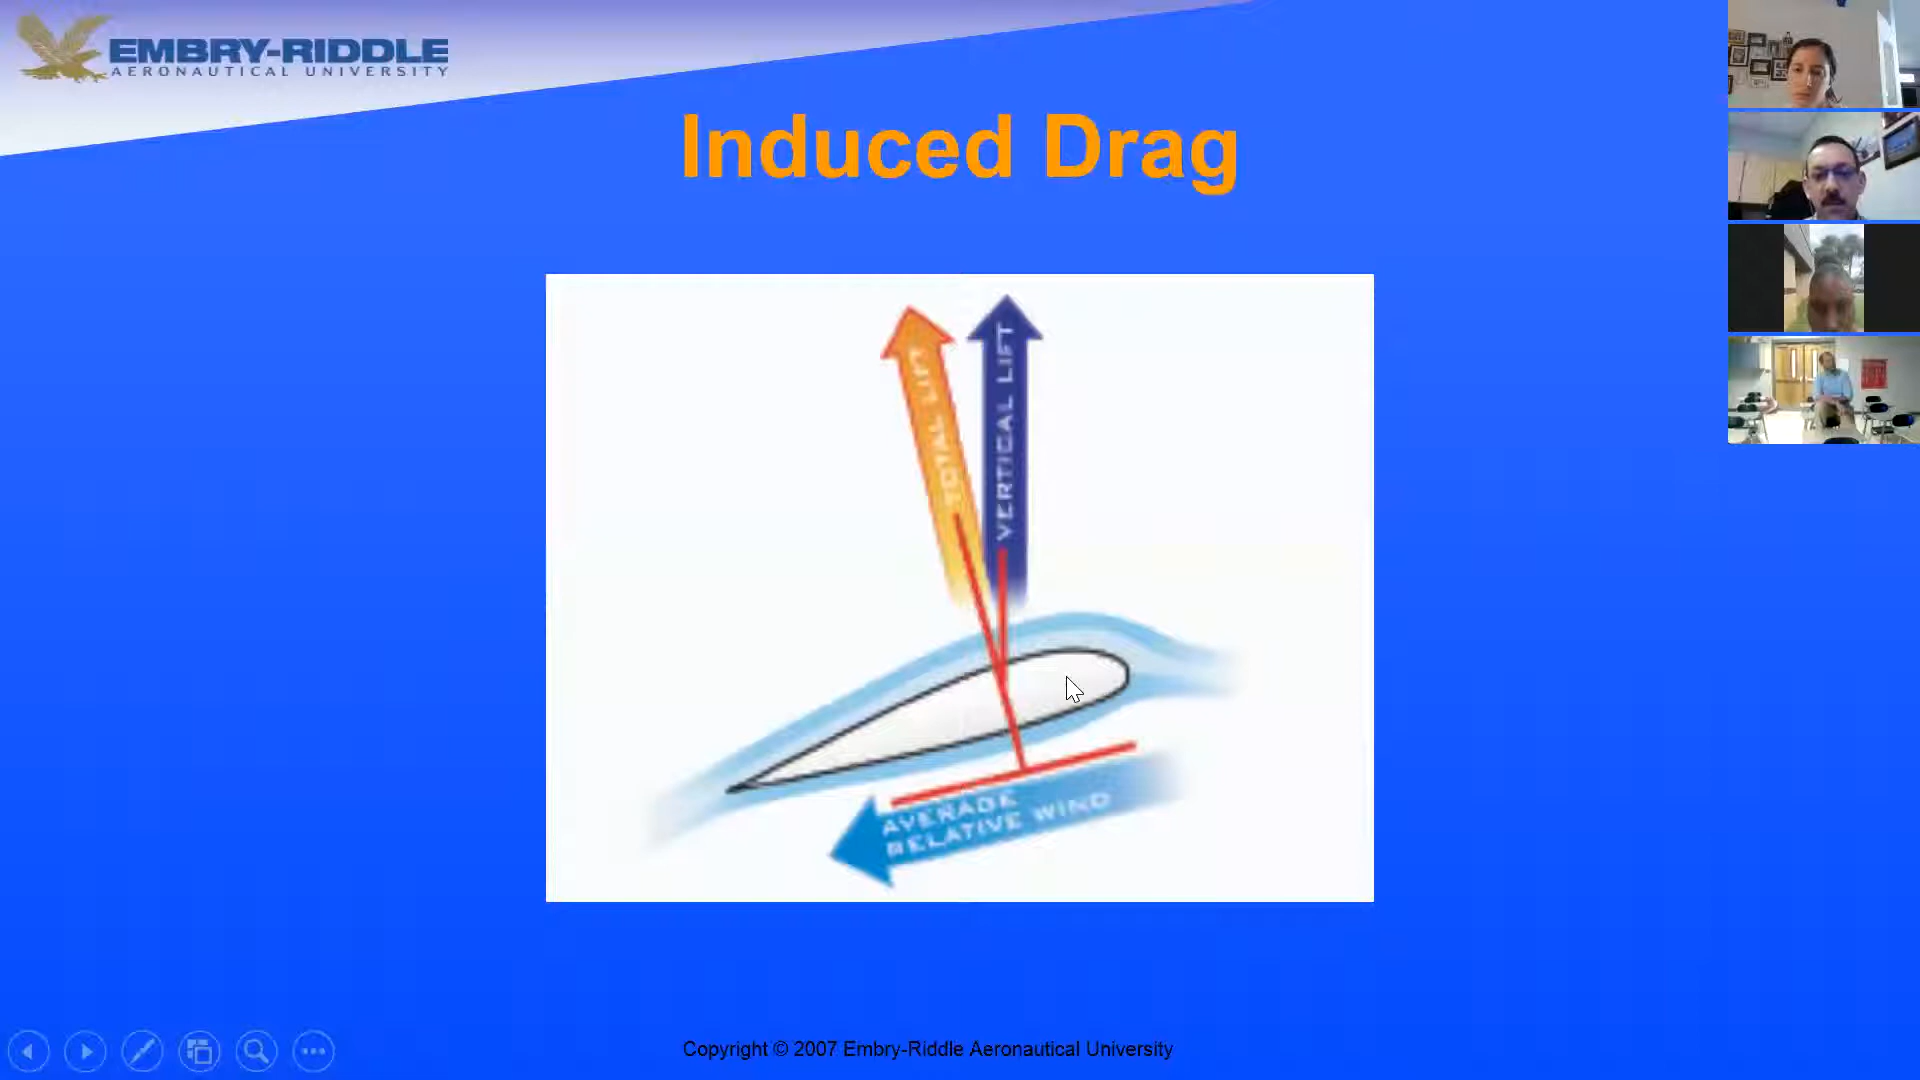 EMBRY-RIDDLE
AERONAUTICAL UNIVERSITY
Induced Drag
TOTAL LIFT
VERTICAL LIFT
AVERAGE
RELATIVE WIND
Copyright © 2007 Embry-Riddle Aeronautical University